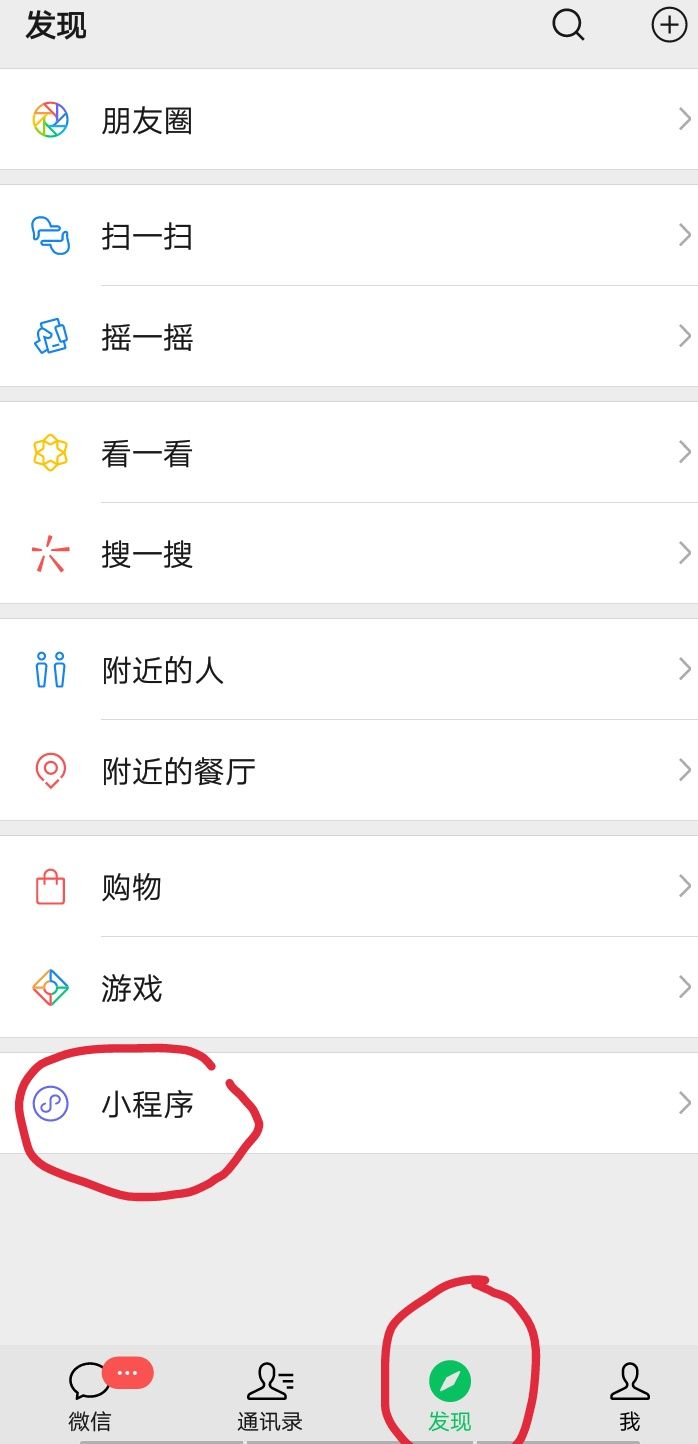 发现
朋友圈
扫一扫
摇一摇
看一看
搜一搜
附近的人
附近的餐厅
购物
游戏
小程序
微信
通讯录
发现
我